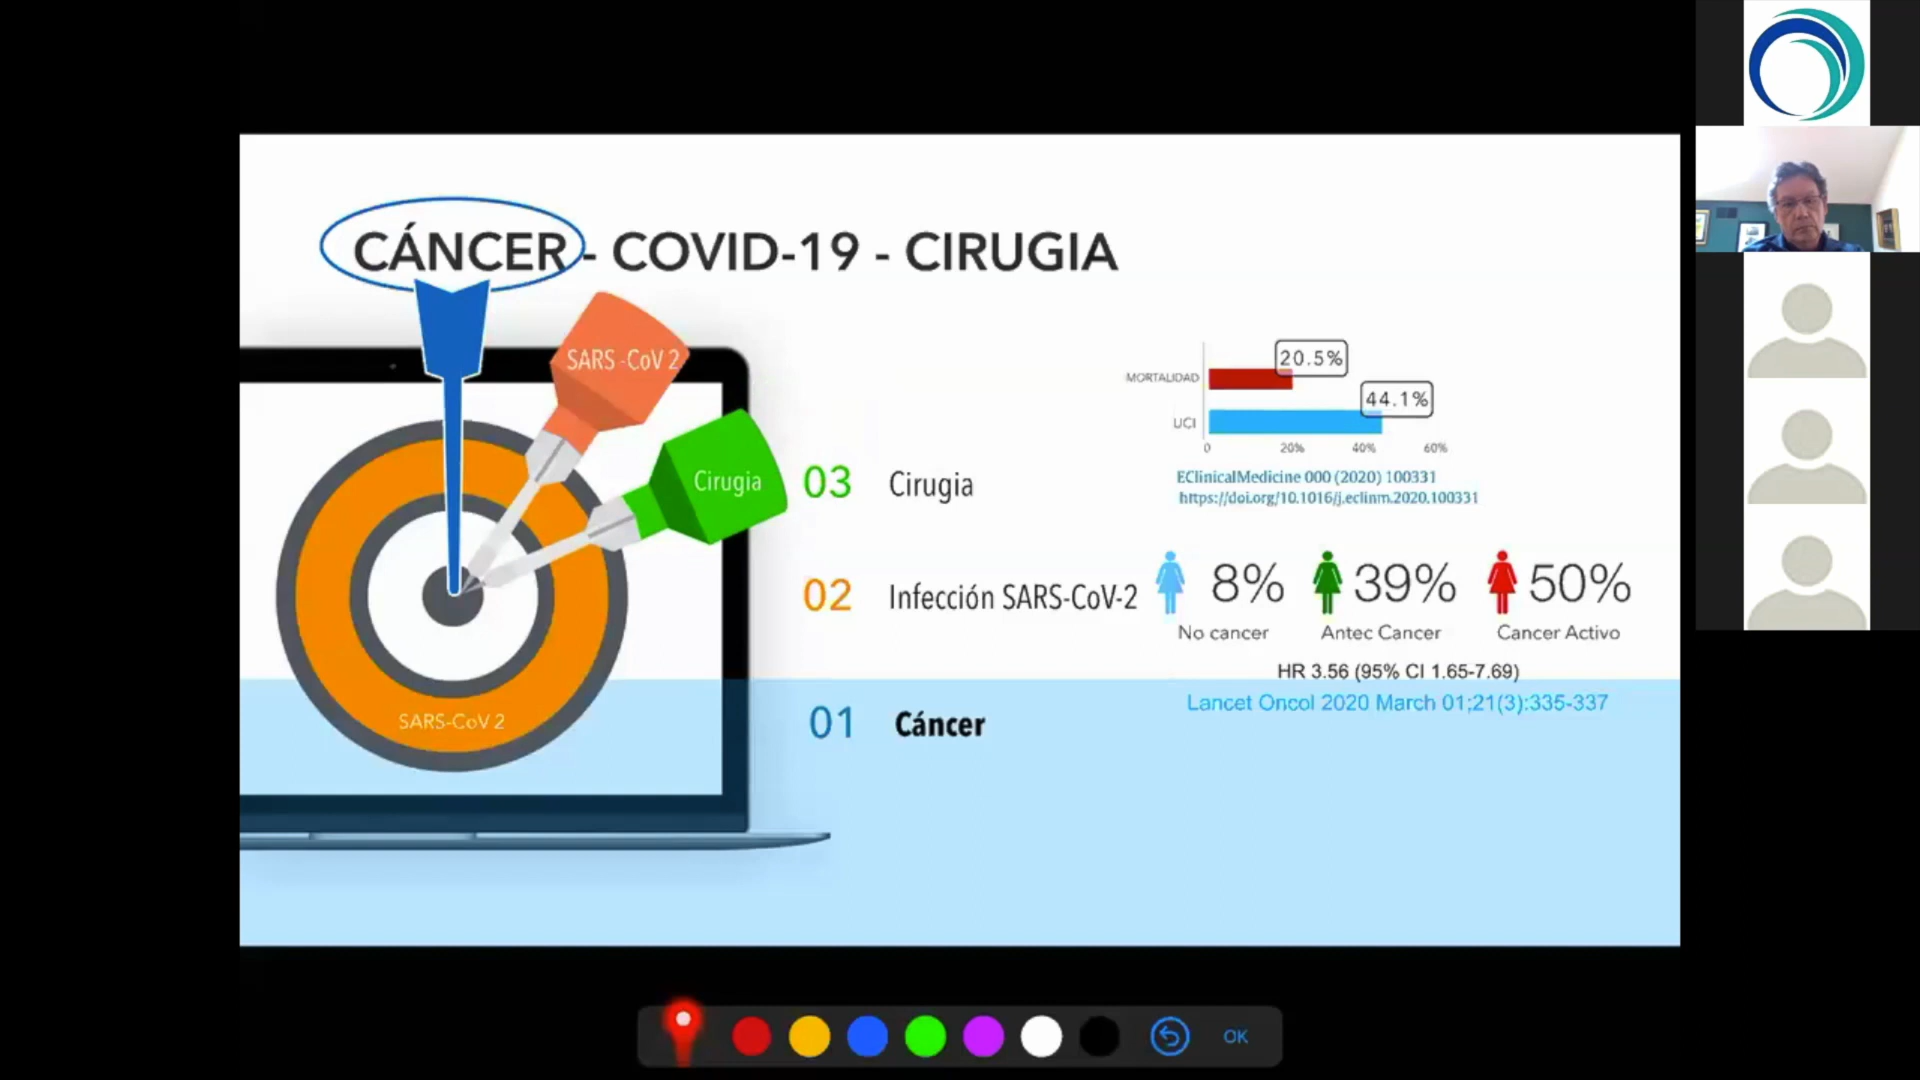 CÁNCER - COVID-19 - CIRUGIA
SARS -CoV 2
Cirugia
SARS-CoV 2
03 Cirugia
MORTALIDAD
20.5%
UCI
44.1%
0 20% 40% 60%
EClinicalMedicine 000 (2020) 100331
https://doi.org/10.1016/j.eclinm.2020.100331
02 Infección SARS-CoV-2
8% 39% 50%
No cancer Antec Cancer Cancer Activo
HR 3.56 (95% CI 1.65-7.69)
Lancet Oncol 2020 March 01;21(3):335-337
01 Cáncer
OK